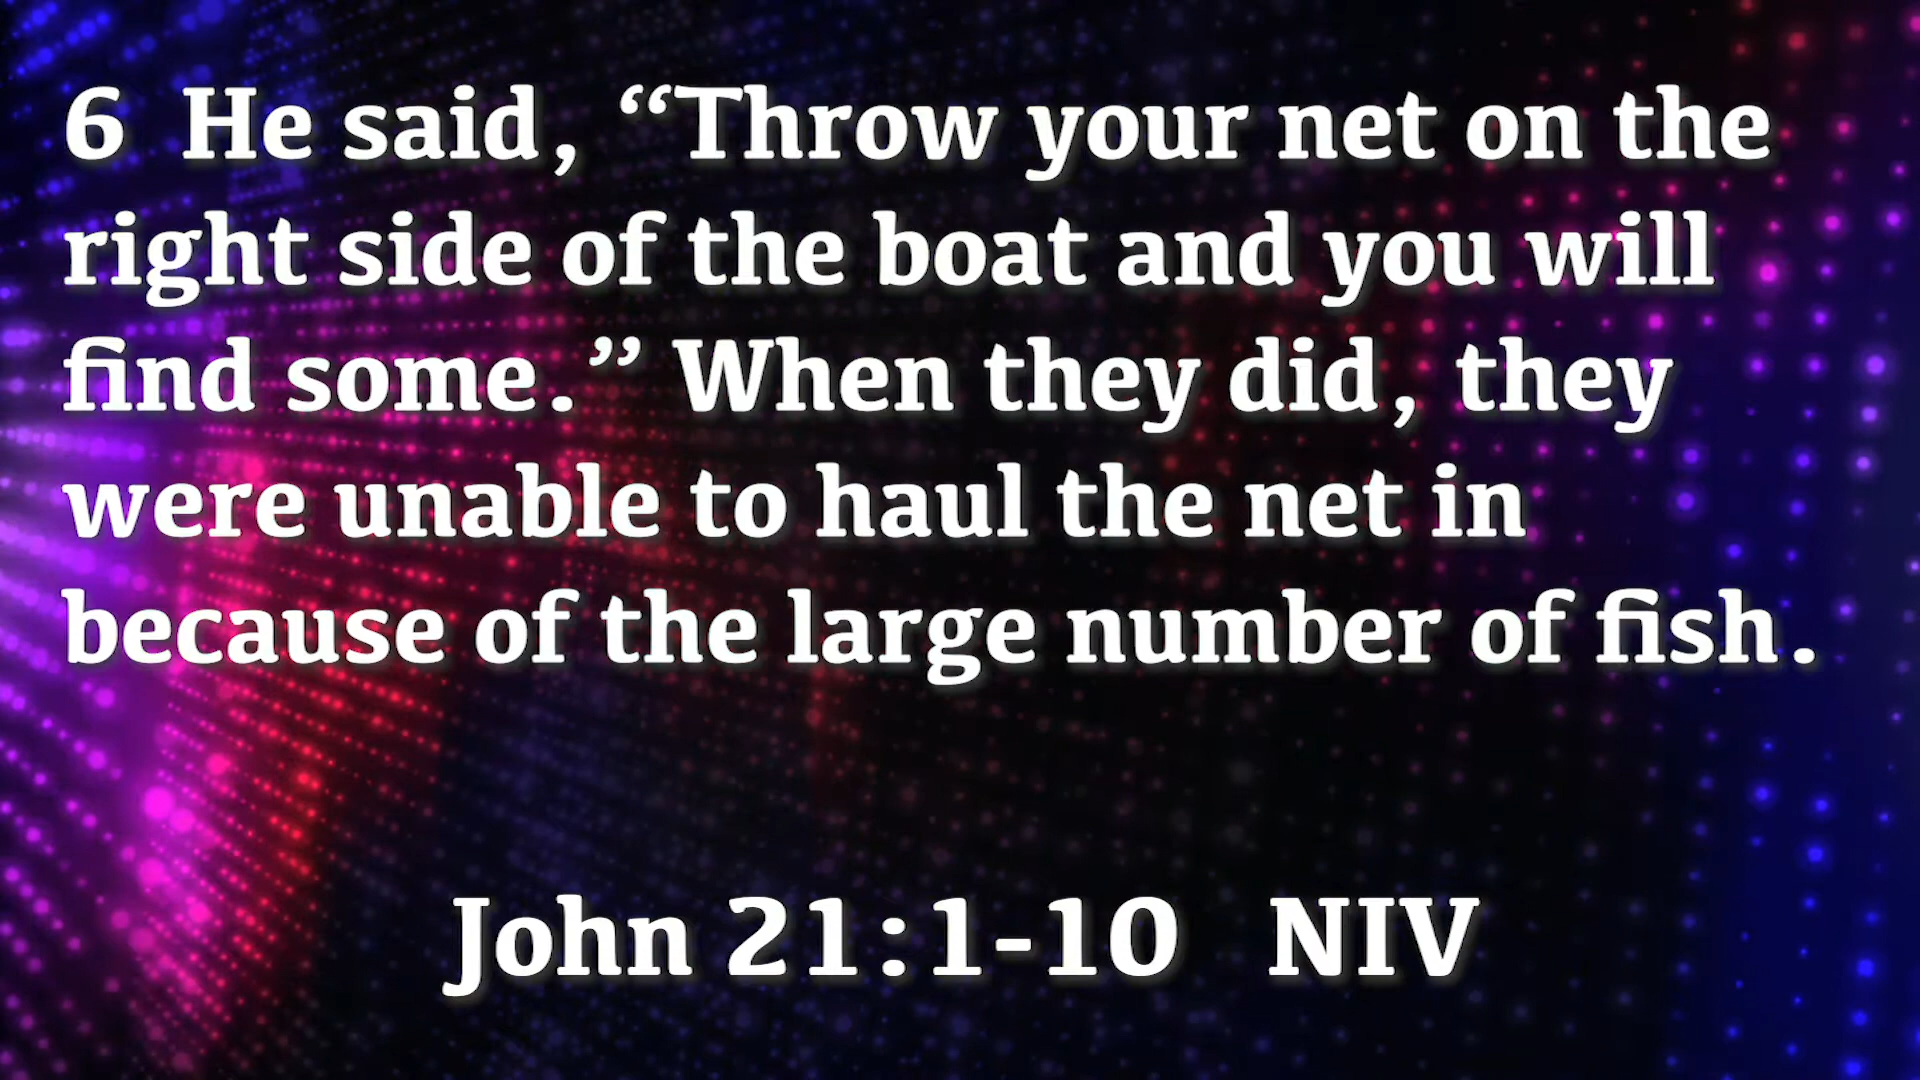 6  He said, “Throw your net on the
right side of the boat and you will
find some.” When they did, they
were unable to haul the net in
because of the large number of fish.
John 21:1-10   NIV